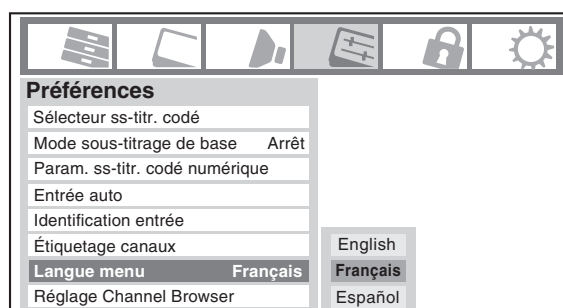 Préférences
Sélecteur ss-titr. codé
Mode sous-titrage de base Arrêt
Param. ss-titr. codé numérique
Entrée auto
Identification entrée
Étiquetage canaux
Langue menu Français
Réglage Channel Browser
English
Français
Español